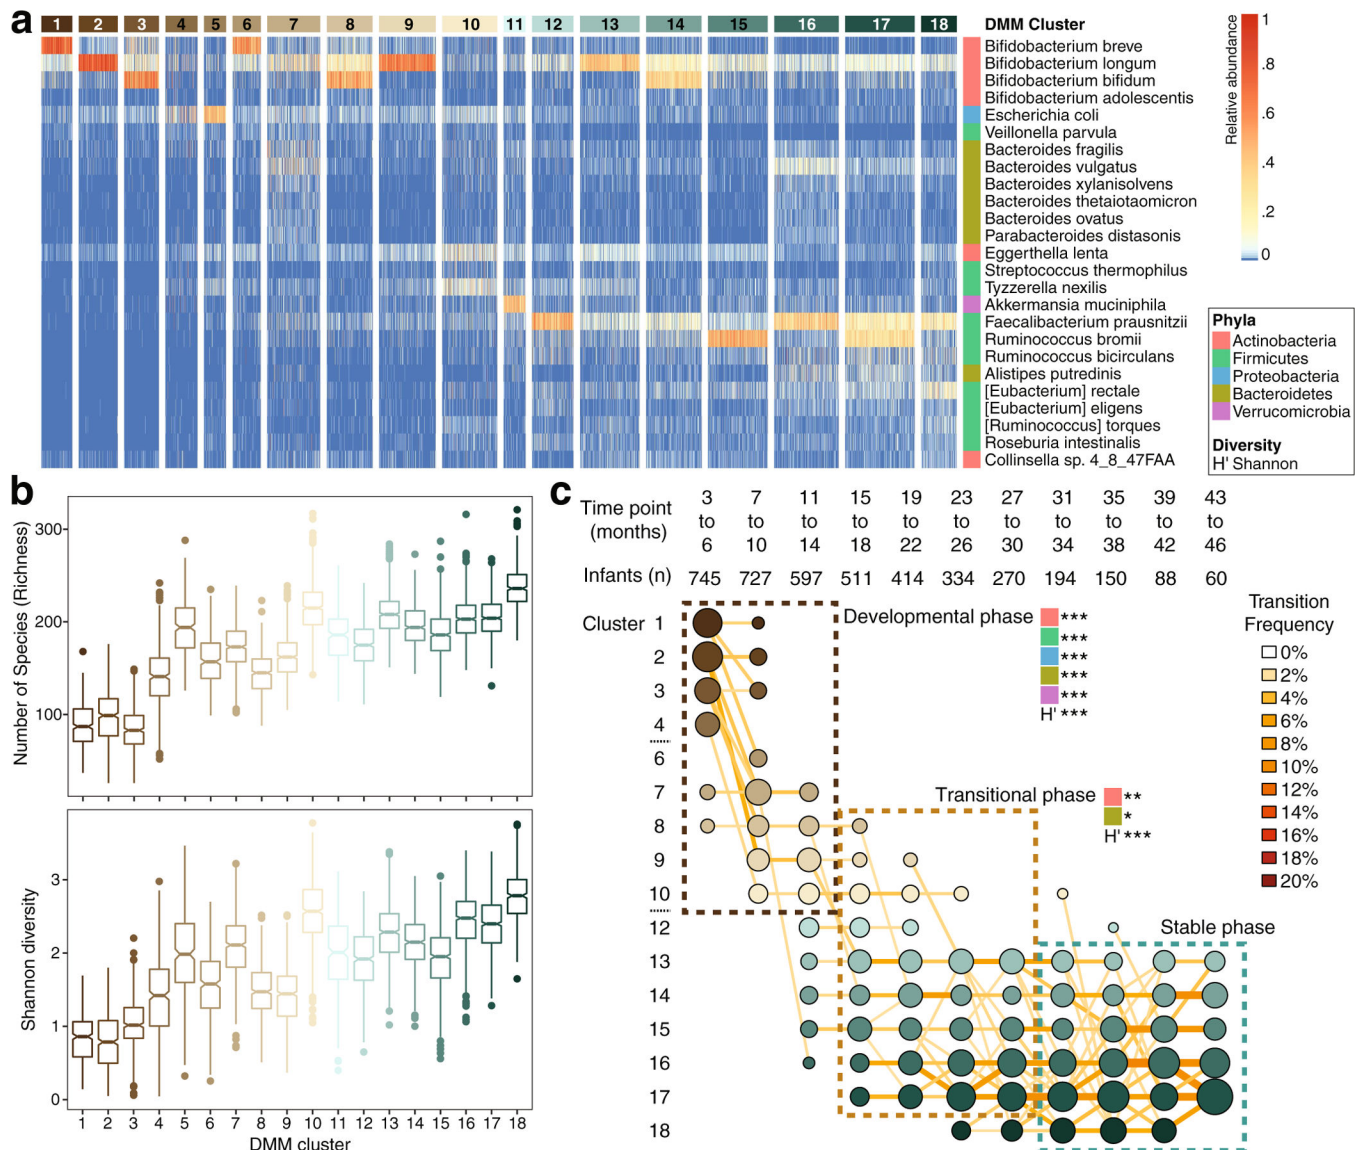 a
1 2 3 4 5 6 7 8 9 10 11 12 13 14 15 16 17 18 DMM Cluster
Bifidobacterium breve
Bifidobacterium longum
Bifidobacterium bifidum
Bifidobacterium adolescentis
Escherichia coli
Veillonella parvula
Bacteroides fragilis
Bacteroides vulgatus
Bacteroides xylanisolvens
Bacteroides thetaiotaomicron
Bacteroides ovatus
Parabacteroides distasonis
Eggerthella lenta
Streptococcus thermophilus
Tyzzerella nexilis
Akkermansia muciniphila
Faecalibacterium prausnitzii
Ruminococcus bromii
Ruminococcus bicirculans
Alistipes putredinis
[Eubacterium] rectale
[Eubacterium] eligens
[Ruminococcus] torques
Roseburia intestinalis
Collinsella sp. 4_8_47FAA
Relative abundance
1
.8
.6
.4
.2
0
Phyla
Actinobacteria
Firmicutes
Proteobacteria
Bacteroidetes
Verrucomicrobia
Diversity
H' Shannon
b
Number of Species (Richness)
300
200
100
Shannon diversity
3
2
1
0
1 2 3 4 5 6 7 8 9 10 11 12 13 14 15 16 17 18
DMM cluster
c
Time point
(months)
3 7 11 15 19 23 27 31 35 39 43
to to to to to to to to to to to
6 10 14 18 22 26 30 34 38 42 46
Infants (n) 745 727 597 511 414 334 270 194 150 88 60
Cluster 1
2
3
4
6
7
8
9
10
12
13
14
15
16
17
18
Developmental phase
***
***
***
***
***
H' ***
Transitional phase
**
*
H' ***
Stable phase
Transition
Frequency
0%
2%
4%
6%
8%
10%
12%
14%
16%
18%
20%